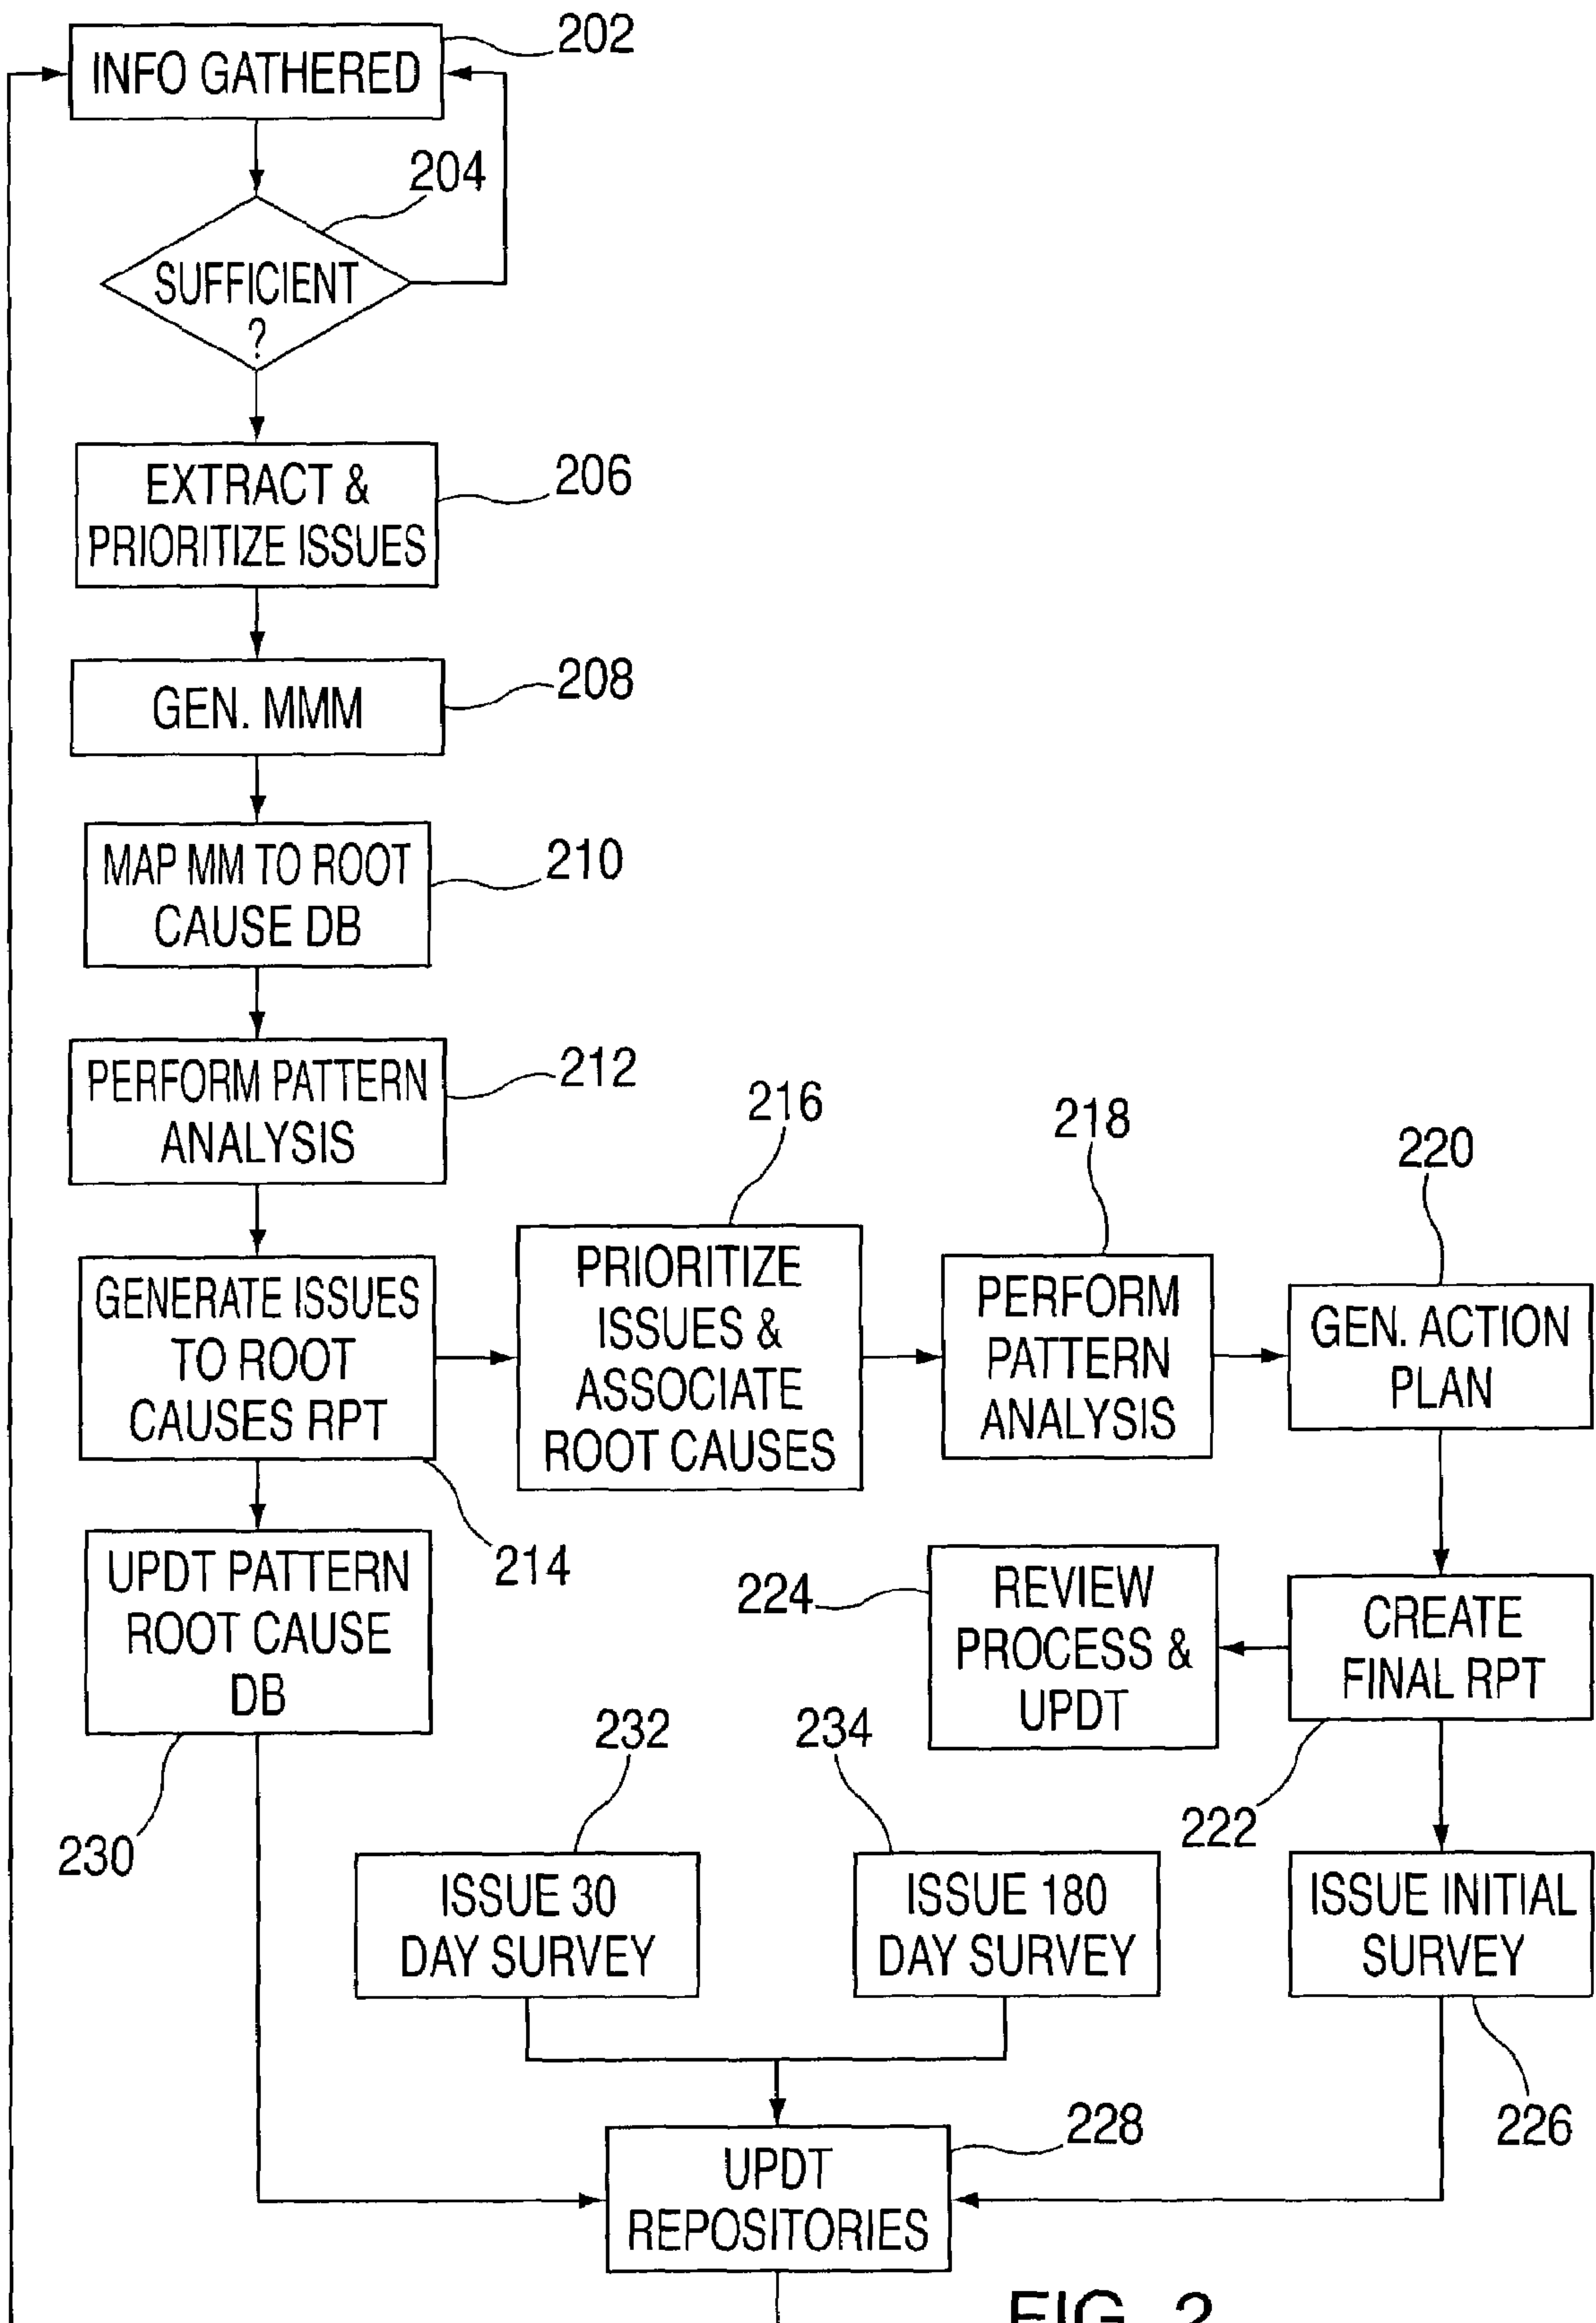 202
INFO GATHERED
204
SUFFICIENT
?
EXTRACT &
PRIORITIZE ISSUES
206
GEN. MMM
208
MAP MM TO ROOT
CAUSE DB
210
PERFORM PATTERN
ANALYSIS
212
GENERATE ISSUES
TO ROOT
CAUSES RPT
214
216
PRIORITIZE
ISSUES &
ASSOCIATE
ROOT CAUSES
218
PERFORM
PATTERN
ANALYSIS
220
GEN. ACTION
PLAN
UPDT PATTERN
ROOT CAUSE
DB
230
224
REVIEW
PROCESS &
UPDT
CREATE
FINAL RPT
222
232
ISSUE 30
DAY SURVEY
234
ISSUE 180
DAY SURVEY
ISSUE INITIAL
SURVEY
226
228
UPDT
REPOSITORIES
FIG. 2